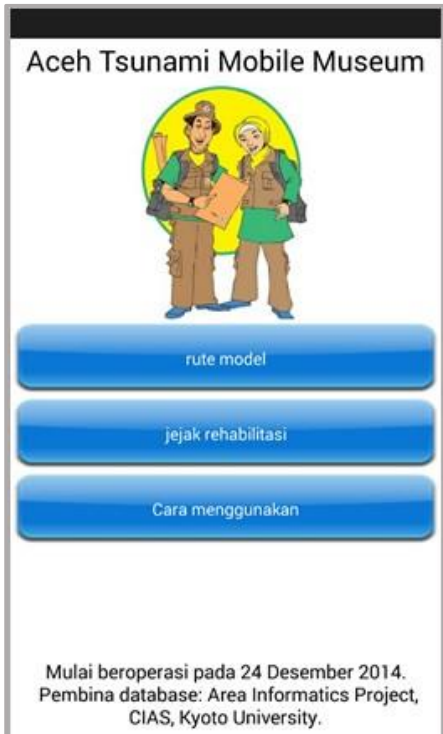 Aceh Tsunami Mobile Museum
rute model
jejak rehabilitasi
Cara menggunakan
Mulai beroperasi pada 24 Desember 2014.
Pembina database: Area Informatics Project,
CIAS, Kyoto University.